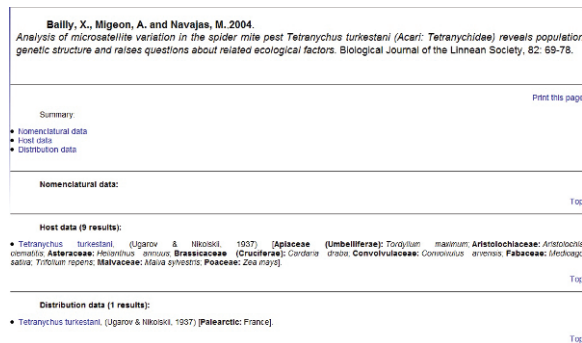 Bailly, X., Migeon, A. and Navajas, M. 2004.
Analysis of microsatellite variation in the spider mite pest Tetranychus turkestani (Acari: Tetranychidae) reveals population
genetic structure and raises questions about related ecological factors. Biological Journal of the Linnean Society, 82: 69-78.
Print this page
Summary:
• Nomenclatural data
• Host data
• Distribution data
Nomenclatural data:
Top
Host data (9 results):
• Tetranychus turkestani, (Ugarov & Nikolskii, 1937) [Apiaceae (Umbelliferae): Tordylium maximum; Aristolochiaceae: Aristolochia
clematitis; Asteraceae: Helianthus annuus; Brassicaceae (Cruciferae): Cardaria draba; Convolvulaceae: Convolvulus arvensis; Fabaceae: Medicago
sativa; Trifolium repens; Malvaceae: Malva sylvestris; Poaceae: Zea mays].
Top
Distribution data (1 results):
• Tetranychus turkestani, (Ugarov & Nikolskii, 1937) [Palearctic: France].
Top